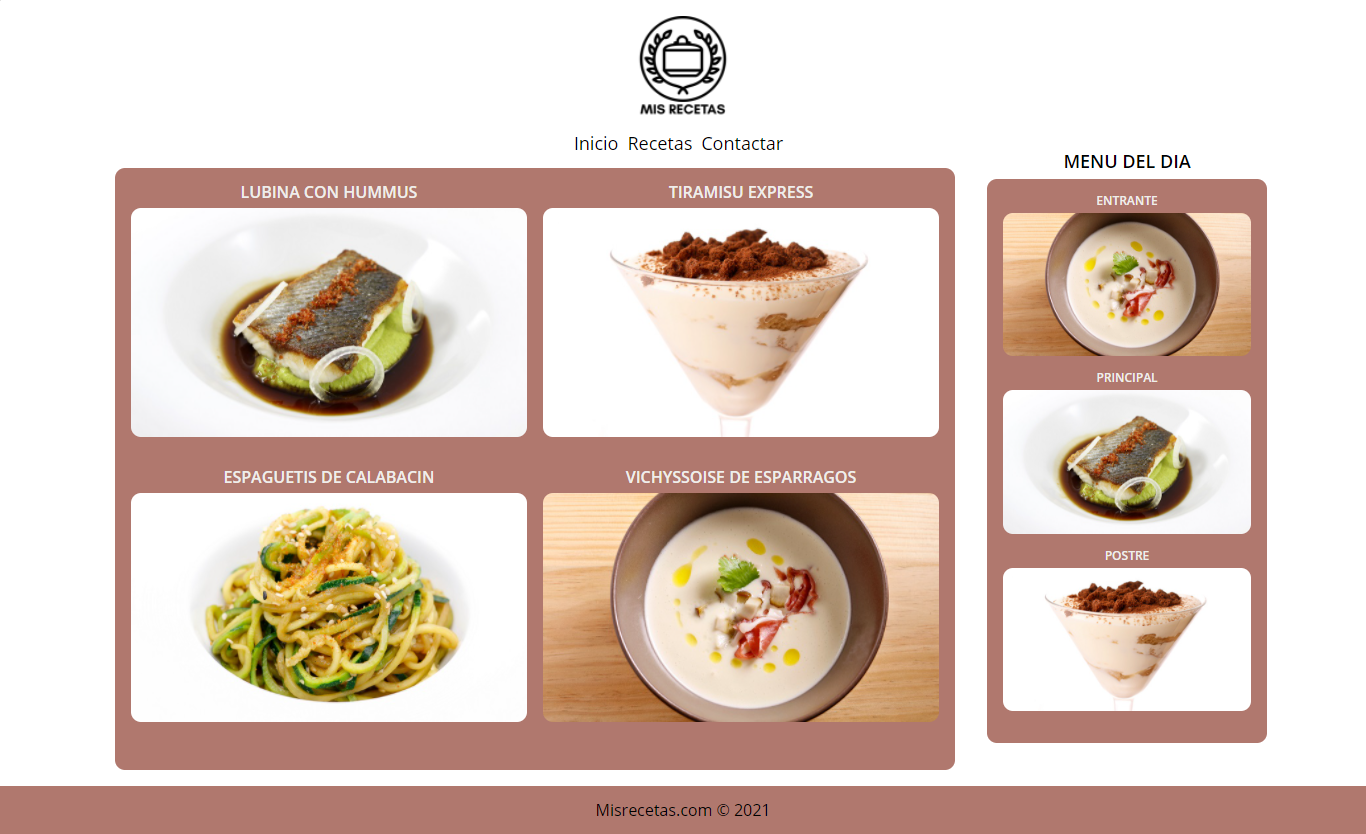 MIS RECETAS
Inicio Recetas Contactar
LUBINA CON HUMMUS
TIRAMISU EXPRESS
ESPAGUETIS DE CALABACIN
VICHYSSOISE DE ESPARRAGOS
MENU DEL DIA
ENTRANTE
PRINCIPAL
POSTRE
Misrecetas.com © 2021